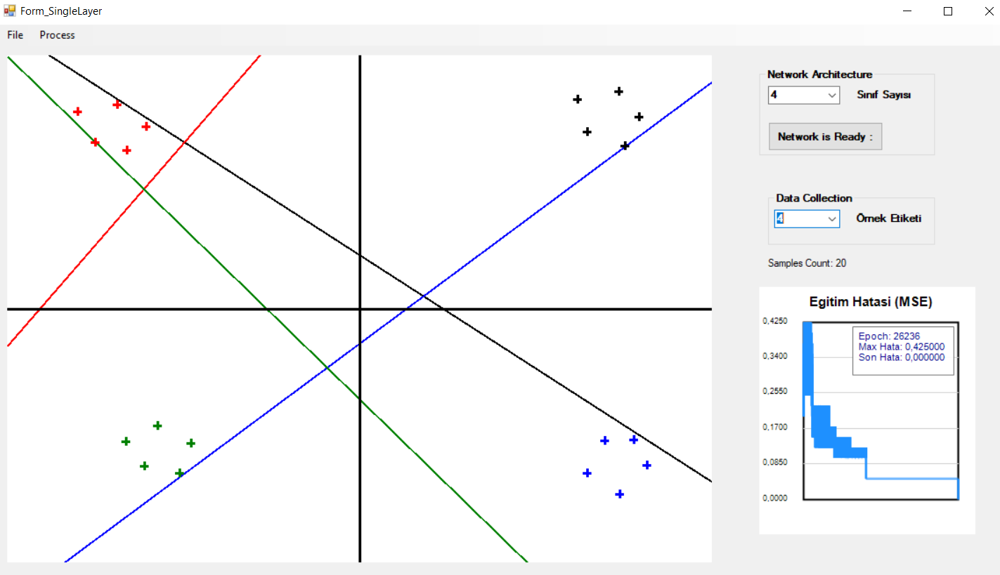 Form_SingleLayer
File Process
Network Architecture
4 Sınıf Sayısı
Network is Ready :
Data Collection
4 Örnek Etiketi
Samples Count: 20
Egitim Hatasi (MSE)
0,4250
Epoch: 26236
Max Hata: 0,425000
0,3400
Son Hata: 0,000000
0,2550
0,1700
0,0850
0,0000